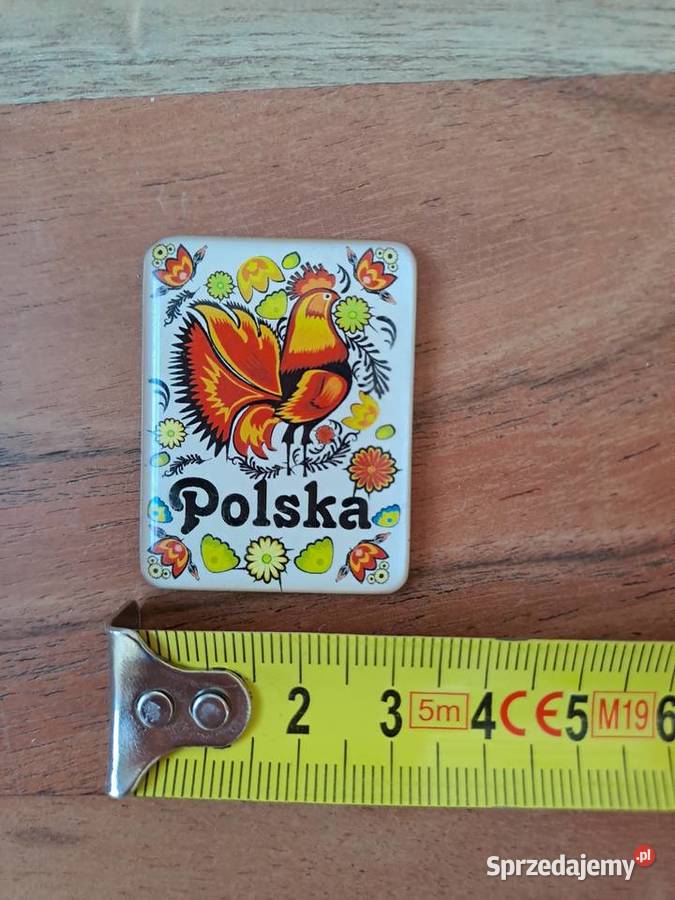 Polska
2 3 5m 4 CE 5 M19 6
Sprzedajemy.pl